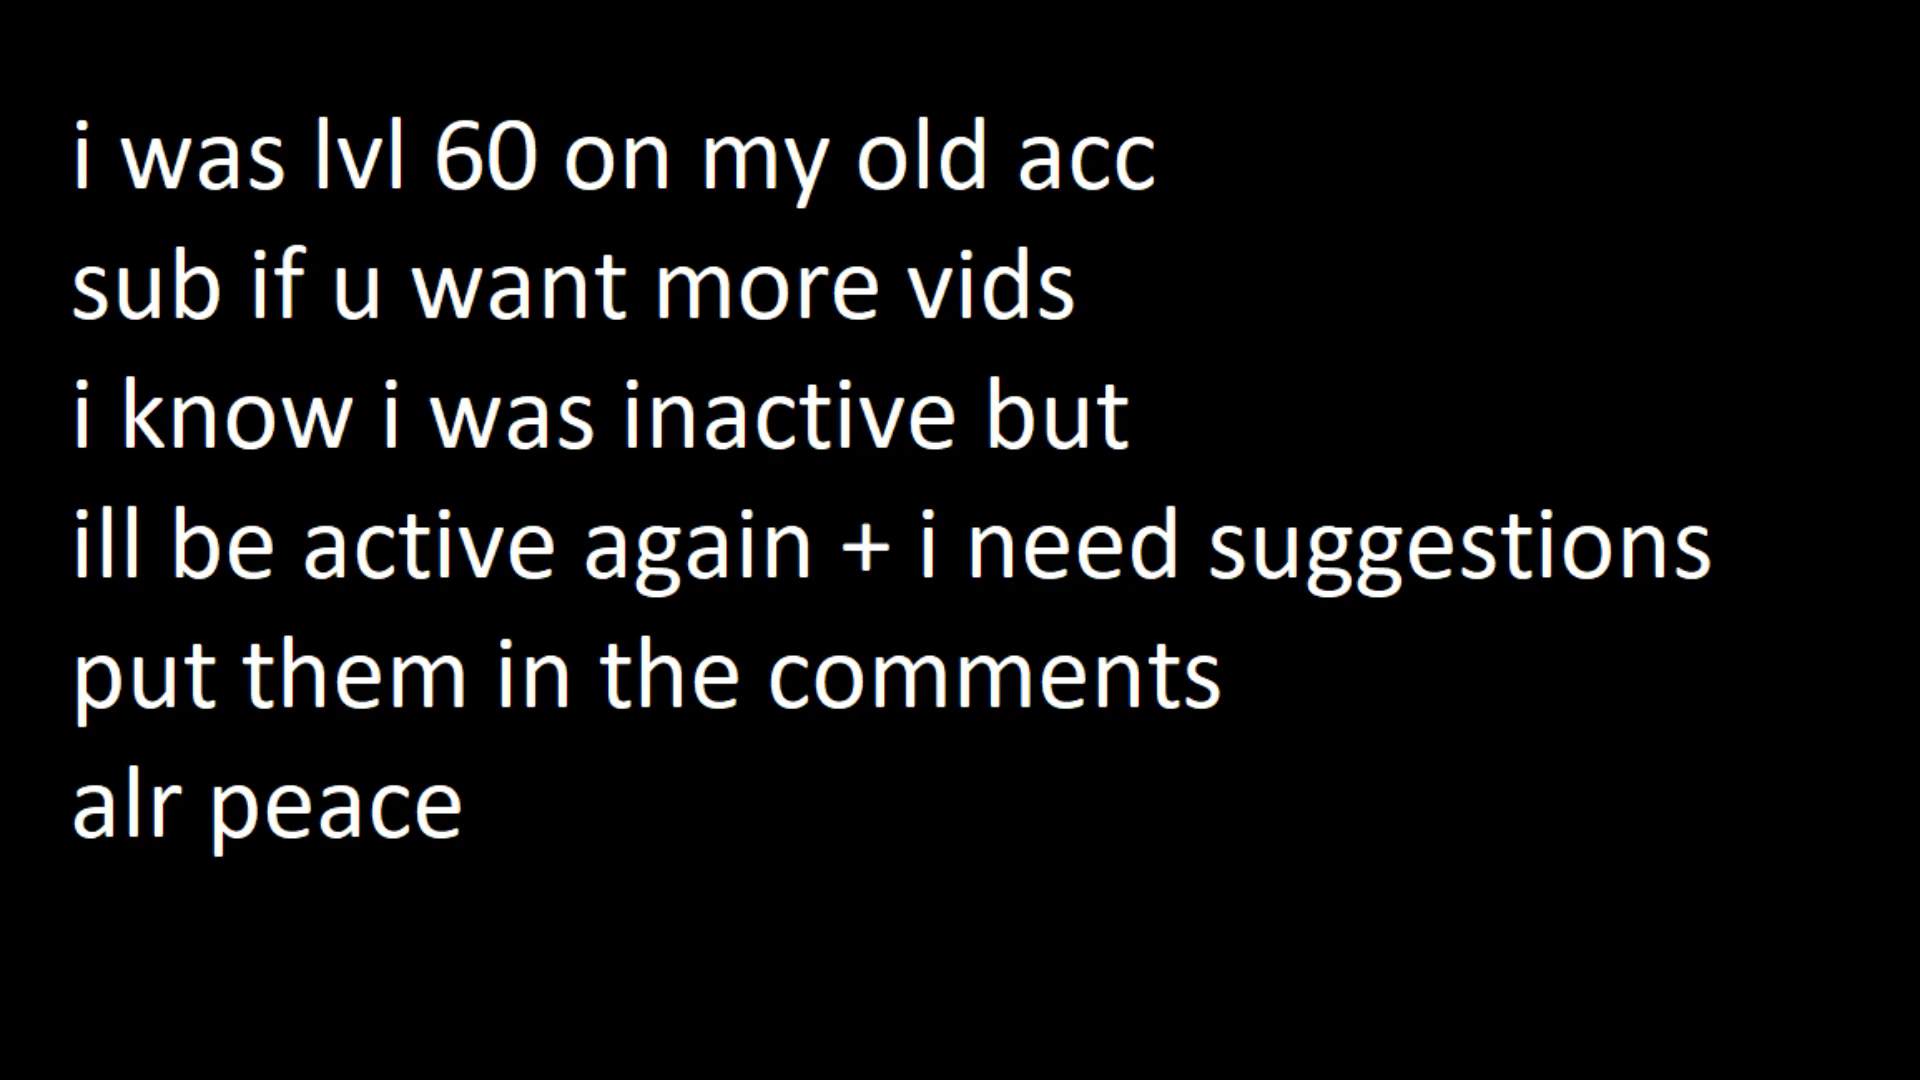 i was lvl 60 on my old acc
sub if u want more vids
i know i was inactive but
ill be active again + i need suggestions
put them in the comments
alr peace